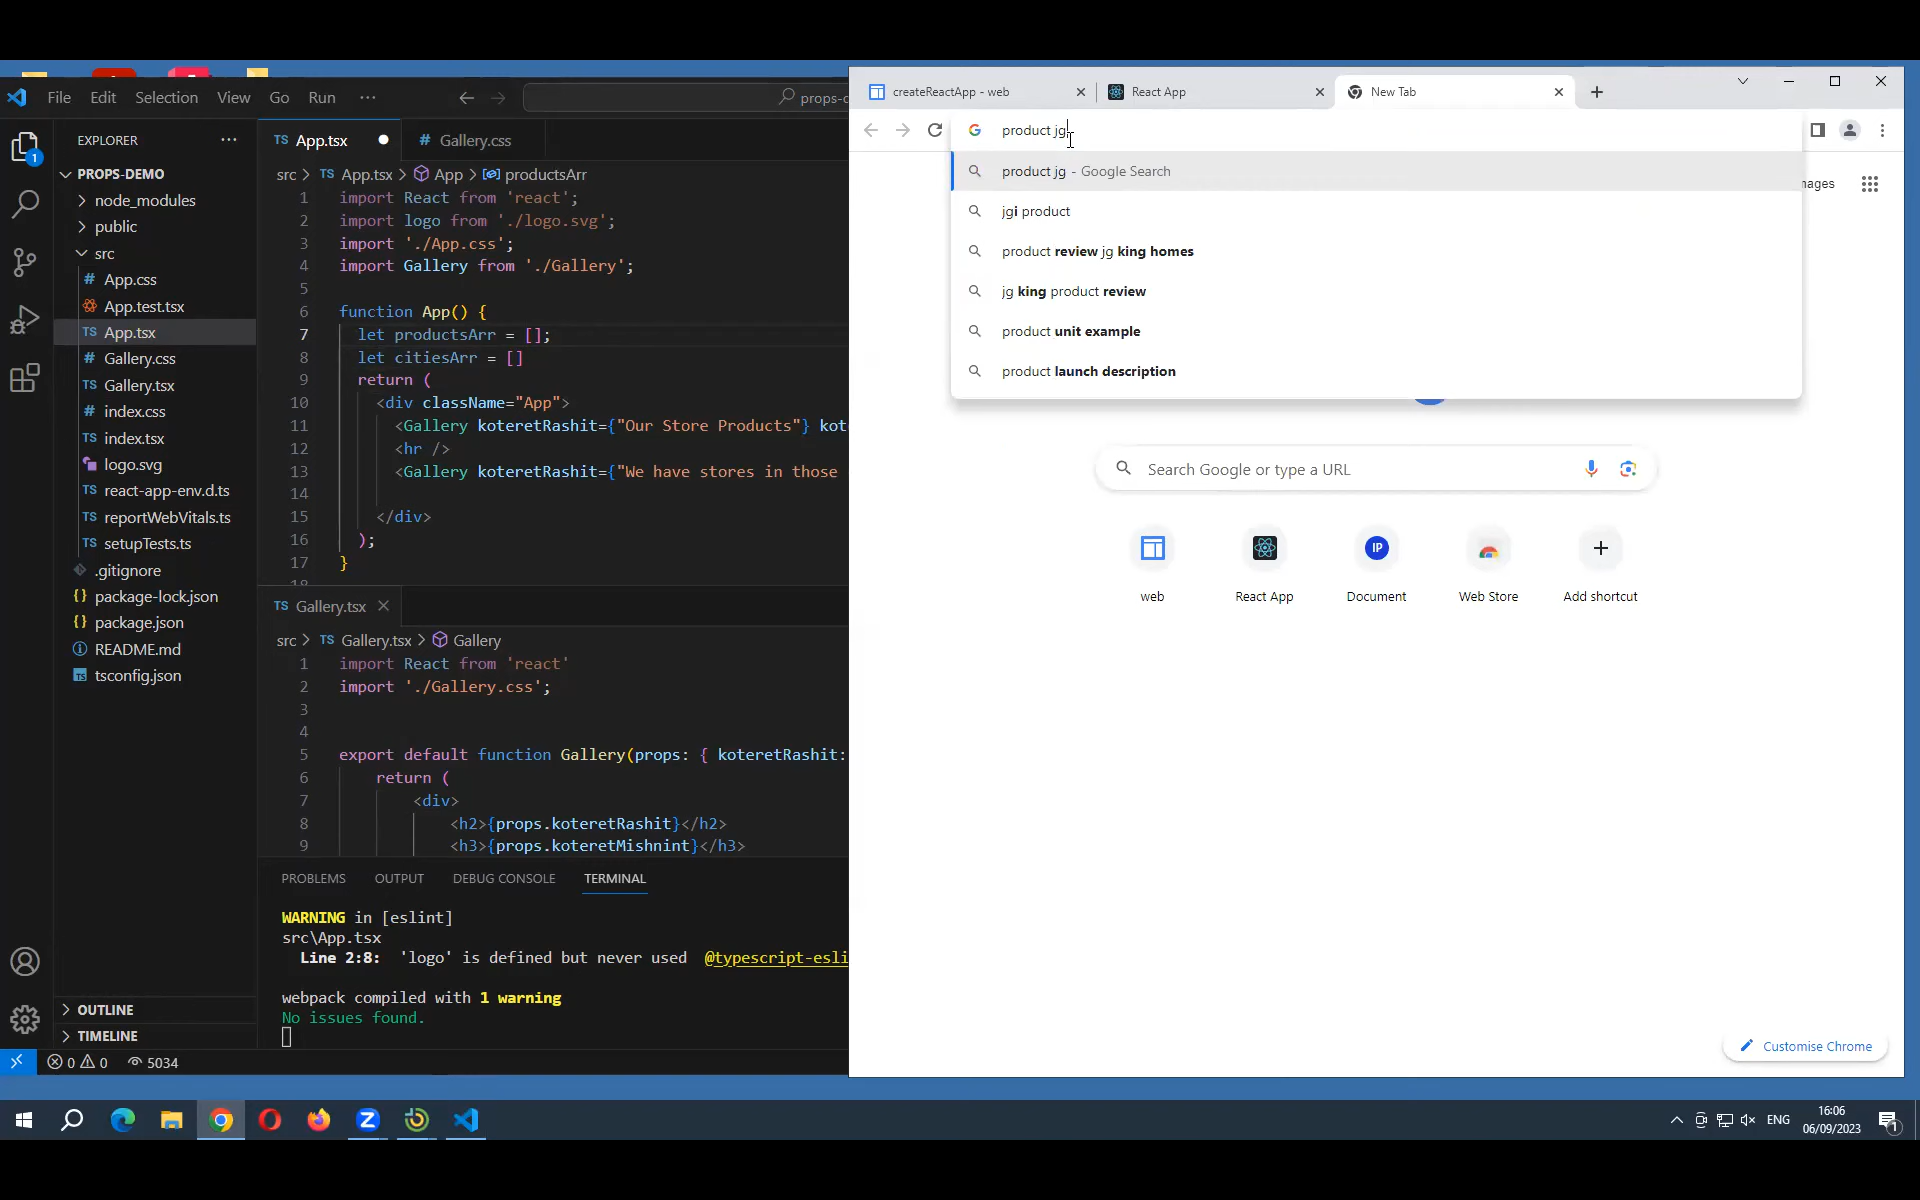 File Edit Selection View Go Run ···
props-d
EXPLORER
PROPS-DEMO
node_modules
public
src
# App.css
App.test.tsx
TS App.tsx
# Gallery.css
TS Gallery.tsx
# index.css
TS index.tsx
logo.svg
TS react-app-env.d.ts
TS reportWebVitals.ts
TS setupTests.ts
.gitignore
{} package-lock.json
{} package.json
README.md
TS tsconfig.json
OUTLINE
TIMELINE
1
TS App.tsx
# Gallery.css
src > TS App.tsx > App > productsArr
1 import React from 'react';
2 import logo from './logo.svg';
3 import './App.css';
4 import Gallery from './Gallery';
5
6 function App() {
7 let productsArr = [];
8 let citiesArr = []
9 return (
10 <div className="App">
11 <Gallery koteretRashit={"Our Store Products"} kot
12 <hr />
13 <Gallery koteretRashit={"We have stores in those
14
15 </div>
16 );
17 }
18
TS Gallery.tsx
src > TS Gallery.tsx > Gallery
1 import React from 'react'
2 import './Gallery.css';
3
4
5 export default function Gallery(props: { koteretRashit:
6 return (
7 <div>
8 <h2>{props.koteretRashit}</h2>
9 <h3>{props.koteretMishnint}</h3>
PROBLEMS OUTPUT DEBUG CONSOLE TERMINAL
WARNING in [eslint]
src\App.tsx
Line 2:8: 'logo' is defined but never used @typescript-esli
webpack compiled with 1 warning
No issues found.
0 0 5034
createReactApp - web
React App
New Tab
product jg
product jg - Google Search
jgi product
product review jg king homes
jg king product review
product unit example
product launch description
mages
Search Google or type a URL
IP
web
React App
Document
Web Store
Add shortcut
Customise Chrome
ENG
16:06
06/09/2023
1